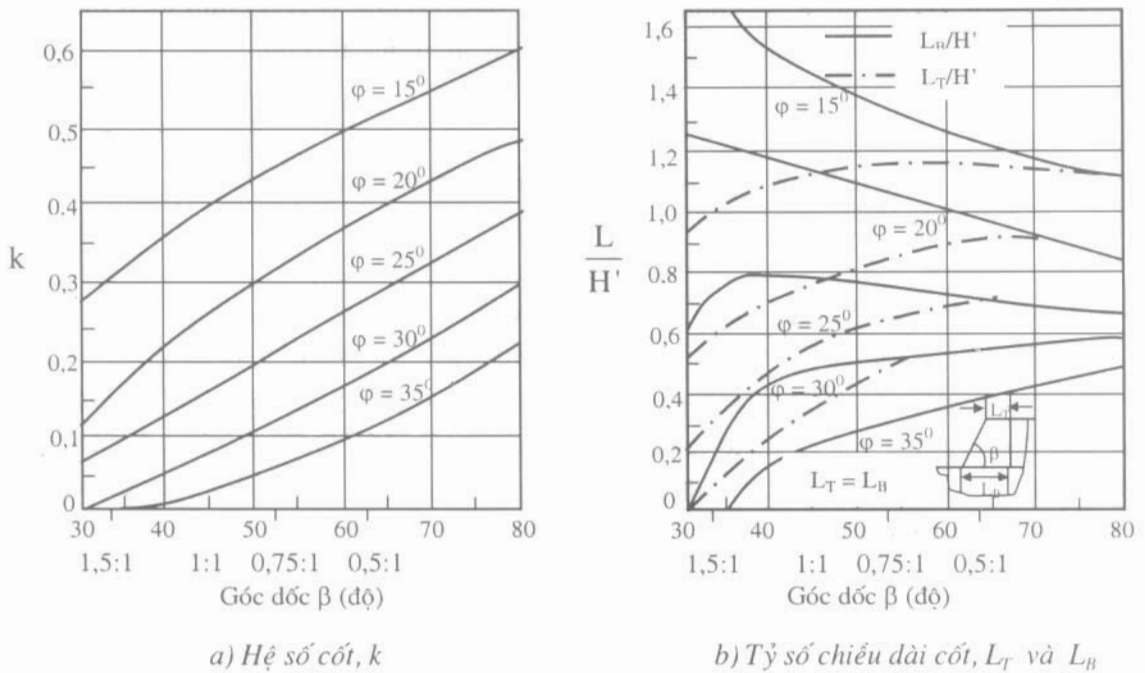 0,6
0,5
0.4
0,3
0,2
0,1
0
k
φ = 15⁰
φ = 20⁰
φ = 25⁰
φ = 30⁰
φ = 35⁰
30 40 50 60 70 80
1,5:1 1:1 0,75:1 0,5:1
Góc dốc β (độ)
a) Hệ số cốt, k
1,6
1,4
1,2
1,0
0.8
0,6
0.4
0,2
0
L
H'
L_B/H'
L_T/H'
φ = 15⁰
φ = 20⁰
φ = 25⁰
φ = 30⁰
φ = 35⁰
L_T = L_B
L_T
β
L_B
30 40 50 60 70 80
1,5:1 1:1 0,75:1 0,5:1
Góc dốc β (độ)
b) Tỷ số chiều dài cốt, L_T và L_B